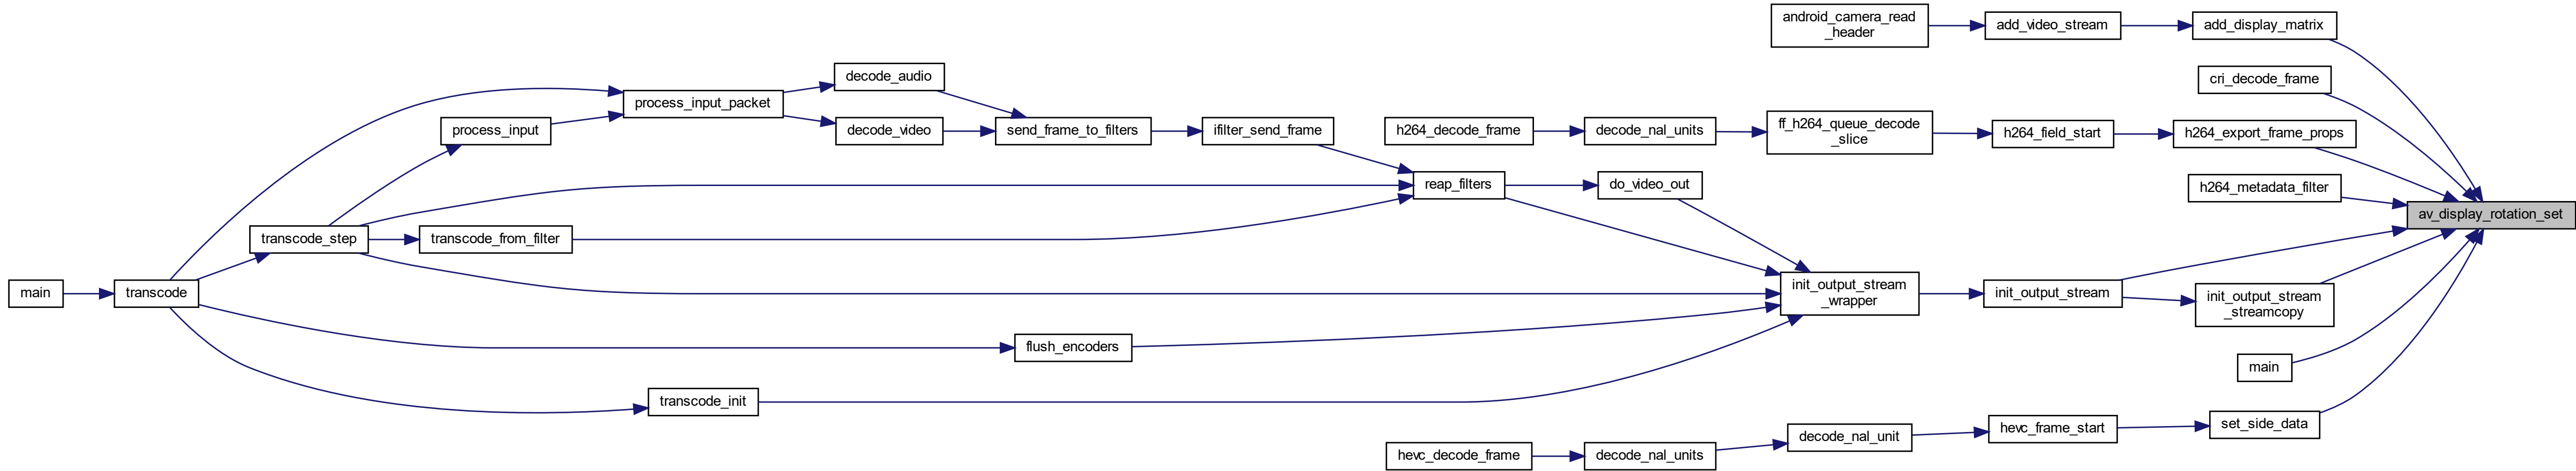 android_camera_read
_header
add_video_stream
add_display_matrix
cri_decode_frame
decode_audio
process_input_packet
process_input
decode_video
send_frame_to_filters
ifilter_send_frame
h264_decode_frame
decode_nal_units
ff_h264_queue_decode
_slice
h264_field_start
h264_export_frame_props
reap_filters
do_video_out
h264_metadata_filter
av_display_rotation_set
transcode_step
transcode_from_filter
main
transcode
init_output_stream
_wrapper
init_output_stream
init_output_stream
_streamcopy
flush_encoders
main
transcode_init
set_side_data
hevc_frame_start
decode_nal_unit
decode_nal_units
hevc_decode_frame